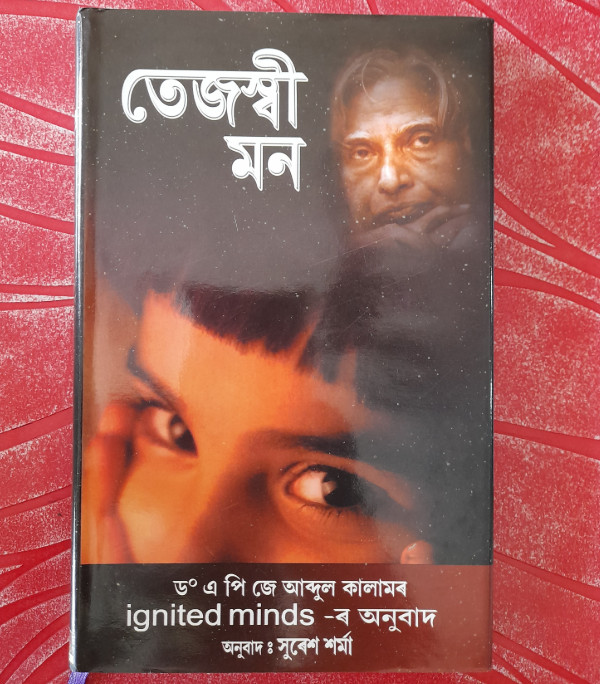 তেজস্বী
মন
ড° এ পি জে আব্দুল কালামৰ
ignited minds -ৰ অনুবাদ
অনুবাদ : সুৰেশ শৰ্মা